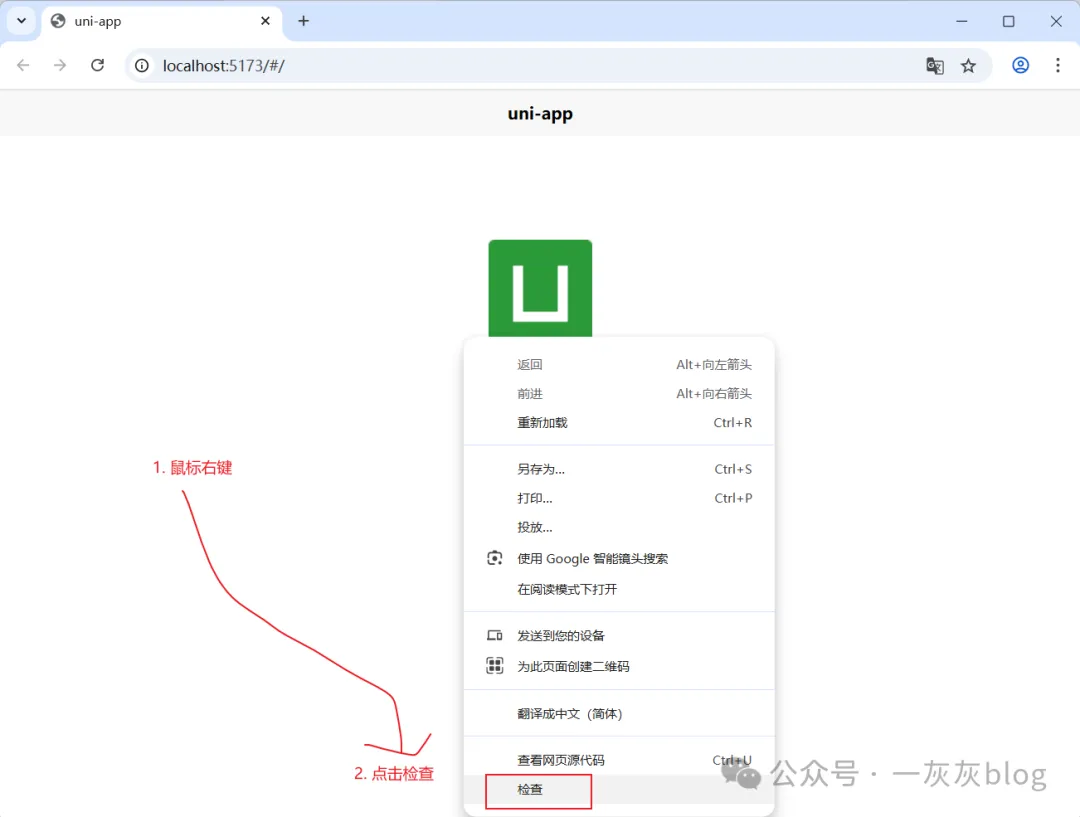 uni-app
localhost:5173/#/
uni-app
返回 Alt+向左箭头
前进 Alt+向右箭头
重新加载 Ctrl+R
1. 鼠标右键
另存为... Ctrl+S
打印... Ctrl+P
投放...
使用 Google 智能镜头搜索
在阅读模式下打开
发送到您的设备
为此页面创建二维码
翻译成中文（简体）
查看网页源代码 Ctrl+U
2. 点击检查
检查
公众号 · 一灰灰blog